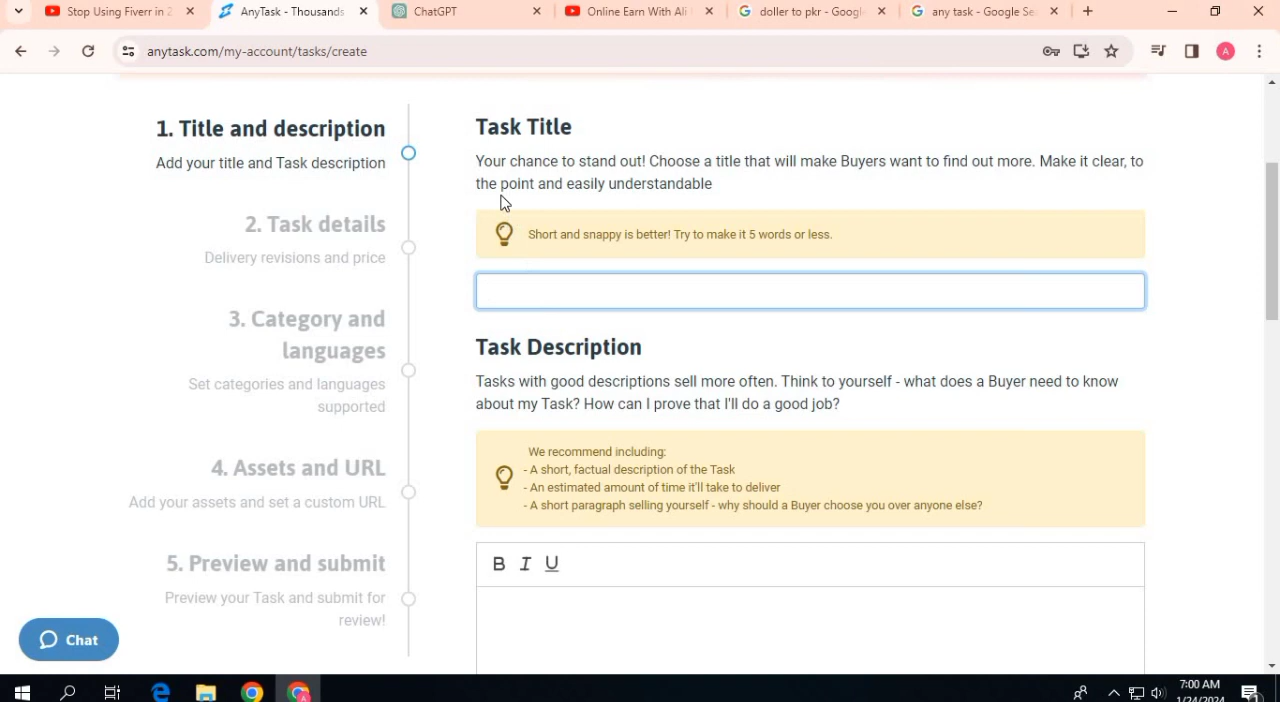 Stop Using Fiverr in 2
AnyTask - Thousands
ChatGPT
Online Earn With Ali
doller to pkr - Google
any task - Google Se
anytask.com/my-account/tasks/create
A
1. Title and description
Add your title and Task description
2. Task details
Delivery revisions and price
3. Category and
languages
Set categories and languages
supported
4. Assets and URL
Add your assets and set a custom URL
5. Preview and submit
Preview your Task and submit for
review!
Task Title
Your chance to stand out! Choose a title that will make Buyers want to find out more. Make it clear, to
the point and easily understandable
Short and snappy is better! Try to make it 5 words or less.
Task Description
Tasks with good descriptions sell more often. Think to yourself - what does a Buyer need to know
about my Task? How can I prove that I'll do a good job?
We recommend including:
- A short, factual description of the Task
- An estimated amount of time it'll take to deliver
- A short paragraph selling yourself - why should a Buyer choose you over anyone else?
B I U
Chat
7:00 AM
1/24/2024